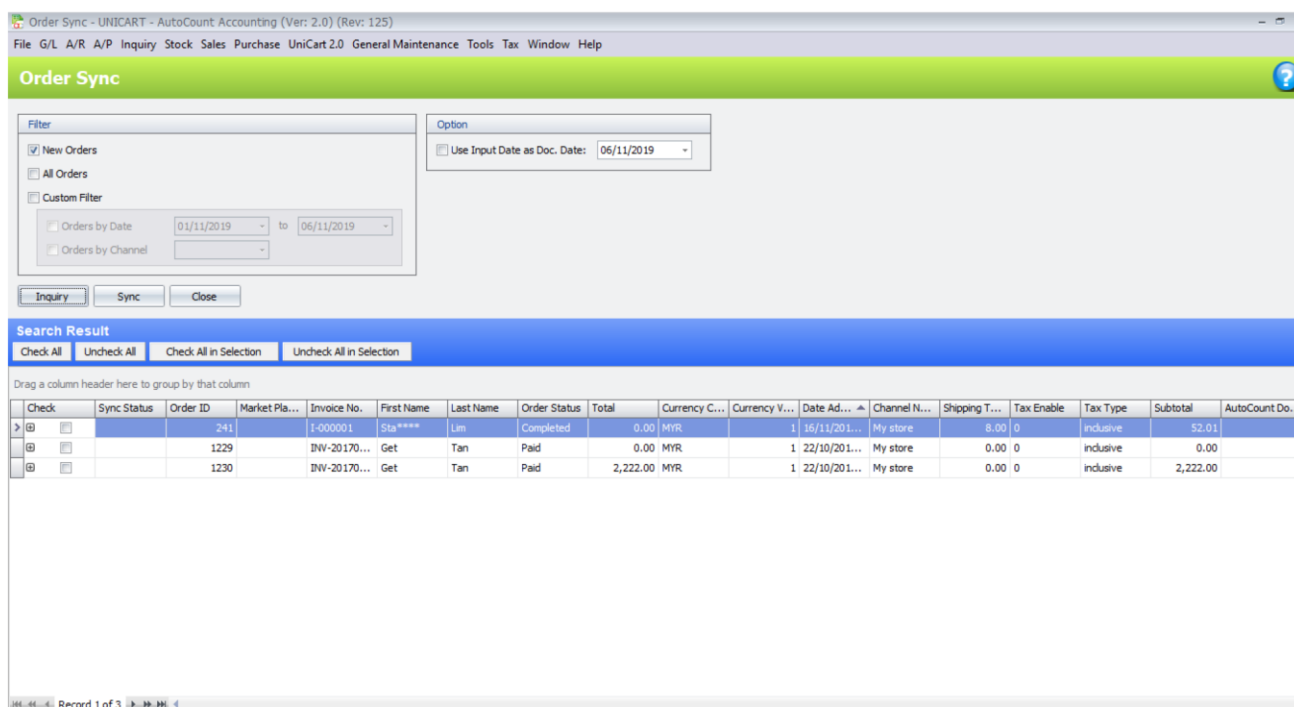 Order Sync - UNICART - AutoCount Accounting (Ver: 2.0) (Rev: 125)
File G/L A/R A/P Inquiry Stock Sales Purchase UniCart 2.0 General Maintenance Tools Tax Window Help
Order Sync ?
Filter
New Orders
All Orders
Custom Filter
Orders by Date 01/11/2019 to 06/11/2019
Orders by Channel
Option
Use Input Date as Doc. Date: 06/11/2019
Inquiry Sync Close
Search Result
Check All Uncheck All Check All in Selection Uncheck All in Selection
Drag a column header here to group by that column
Check Sync Status Order ID Market Pla... Invoice No. First Name Last Name Order Status Total Currency C... Currency V... Date Ad... Channel N... Shipping T... Tax Enable Tax Type Subtotal AutoCount Do...
241 I-000001 Sta**** Lim Completed 0.00 MYR 1 16/11/201... My store 8.00 0 inclusive 52.01
1229 INV-20170... Get Tan Paid 0.00 MYR 1 22/10/201... My store 0.00 0 inclusive 0.00
1230 INV-20170... Get Tan Paid 2,222.00 MYR 1 22/10/201... My store 0.00 0 inclusive 2,222.00
Record 1 of 3